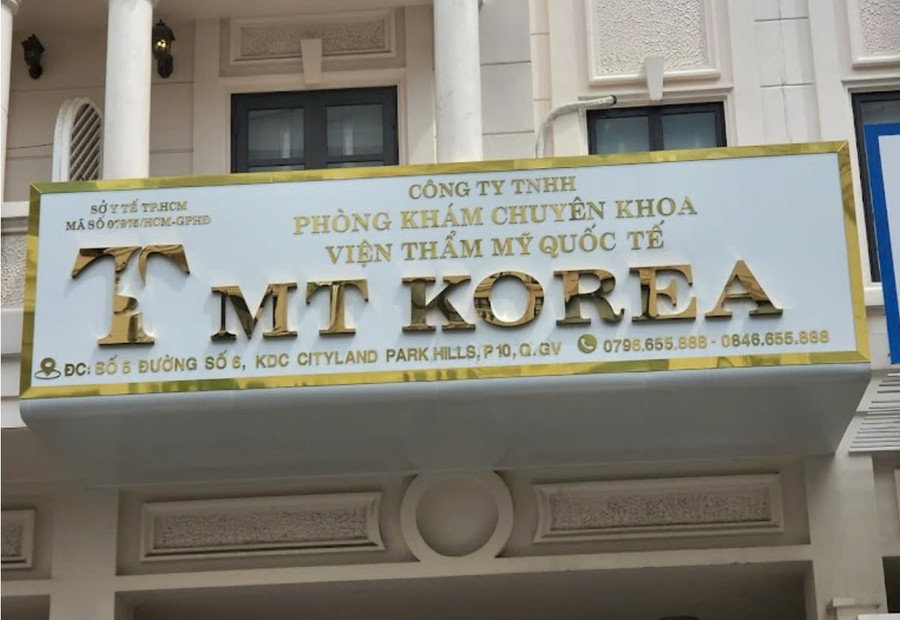 SỞ Y TẾ TP.HCM
MÃ SỐ 07975/HCM-GPHĐ
CÔNG TY TNHH
PHÒNG KHÁM CHUYÊN KHOA
VIỆN THẨM MỸ QUỐC TẾ
MT KOREA
ĐC: SỐ 5 ĐƯỜNG SỐ 6, KDC CITYLAND PARK HILLS, P10, Q.GV
0796.655.888 - 0846.655.888